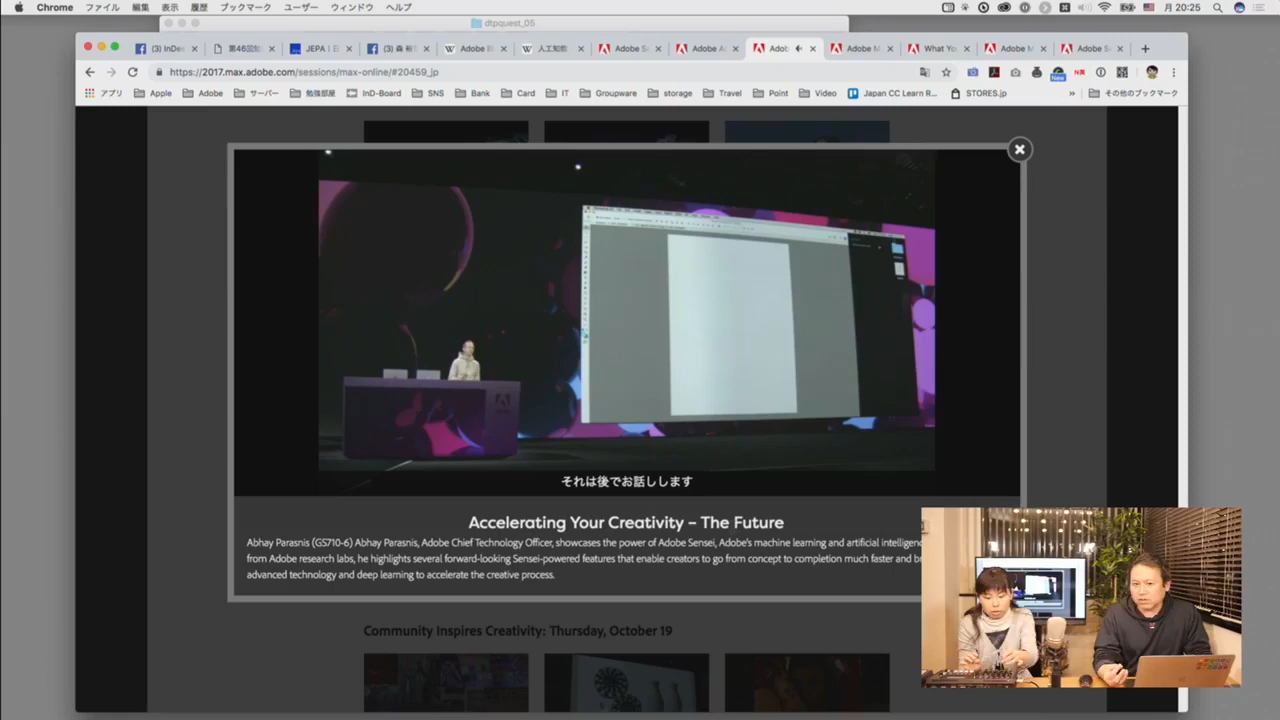 Chrome ファイル 編集 表示 履歴 ブックマーク ユーザー ウィンドウ ヘルプ
月 20:25
dtpquest_05
(3) InDes
JEPA | E
Adobe S
What You
https://2017.max.adobe.com/sessions/max-online/#20459_jp
New
アプリ Apple Adobe サーバー 勉強部屋 InD-Board SNS Bank Card IT Groupware storage Travel Point Video Japan CC Learn R... STORES.jp » その他のブックマーク
それは後でお話しします
Accelerating Your Creativity – The Future
Abhay Parasnis (GS710-6) Abhay Parasnis, Adobe Chief Technology Officer, showcases the power of Adobe Sensei, Adobe's machine learning and artificial intelligenc
from Adobe research labs, he highlights several forward-looking Sensei-powered features that enable creators to go from concept to completion much faster and br
advanced technology and deep learning to accelerate the creative process.
Community Inspires Creativity: Thursday, October 19